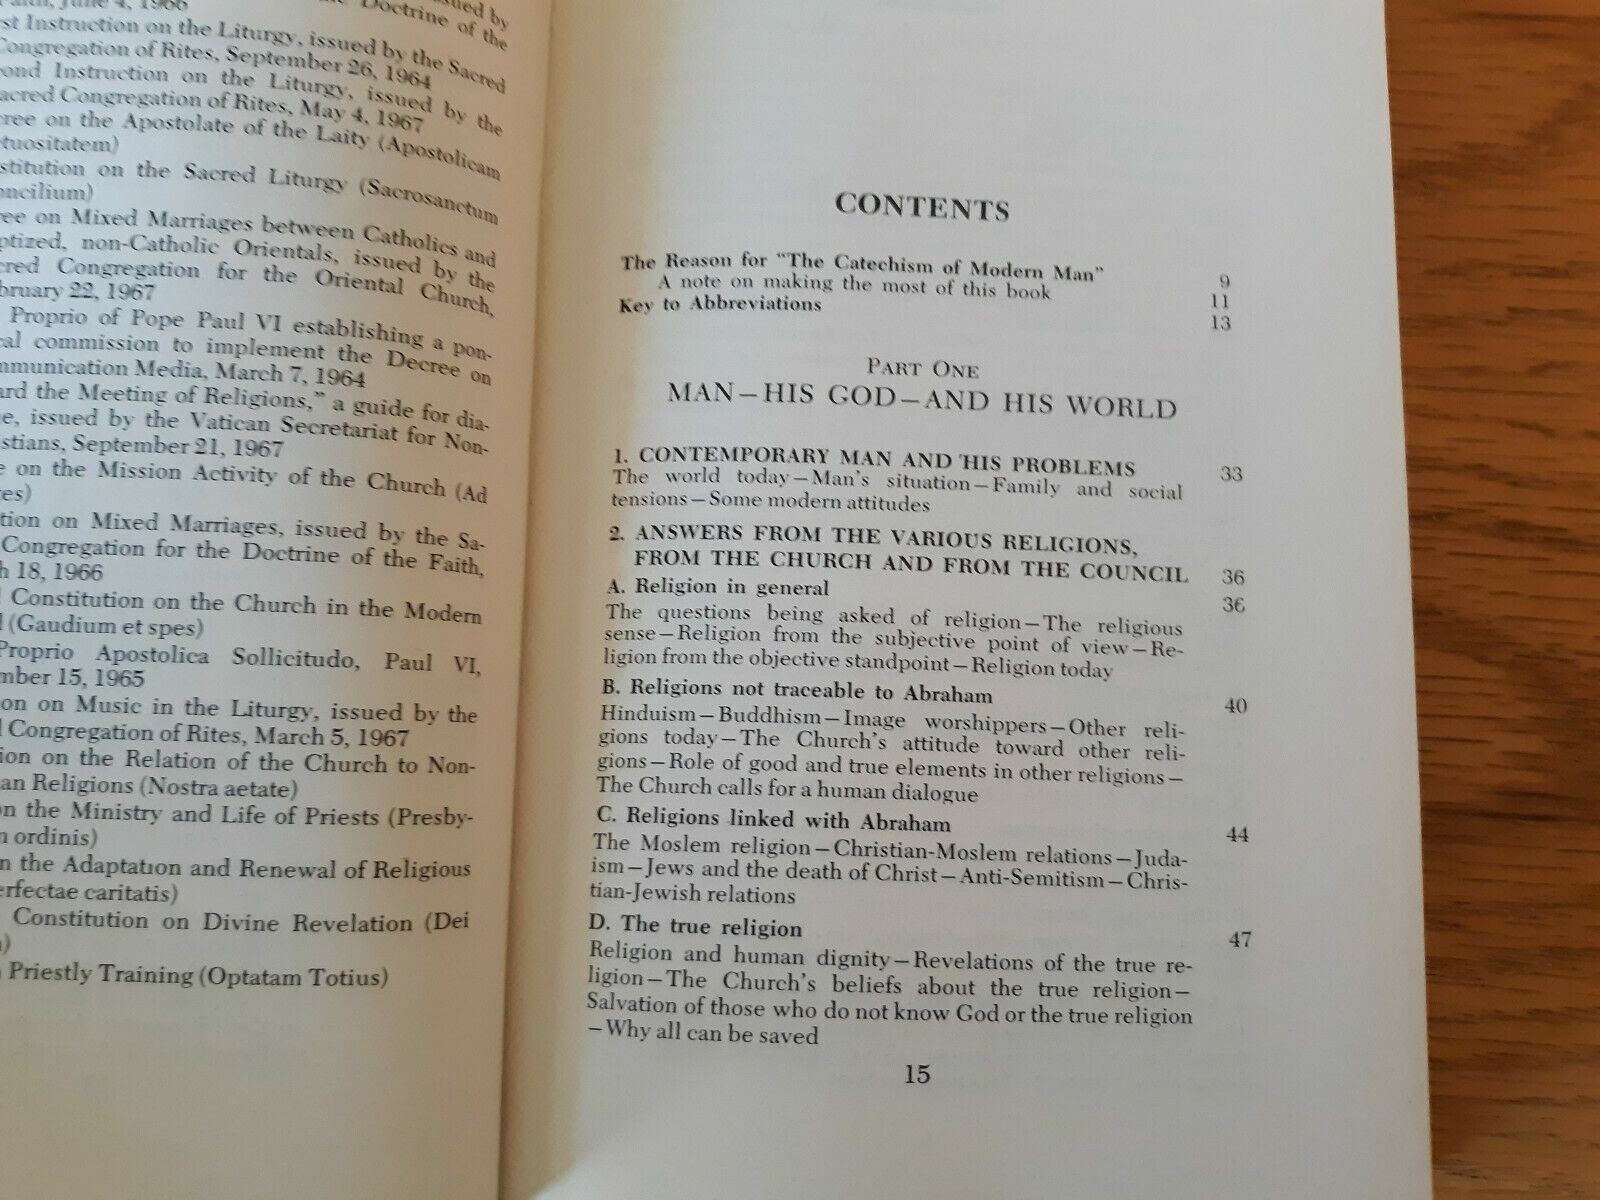 Faith, June 4, 1966
issued by
the Doctrine of the
Instruction on the Liturgy, issued by the Sacred
Congregation of Rites, September 26, 1964
Instruction on the Liturgy, issued by the
Sacred Congregation of Rites, May 4, 1967
on the Apostolate of the Laity (Apostolicam
tuositatem)
stitution on the Sacred Liturgy (Sacrosanctum
oncilium)
ree on Mixed Marriages between Catholics and
ptized, non-Catholic Orientals, issued by the
cred Congregation for the Oriental Church,
bruary 22, 1967
Proprio of Pope Paul VI establishing a pon-
cal commission to implement the Decree on
mmunication Media, March 7, 1964
ard the Meeting of Religions," a guide for dia-
e, issued by the Vatican Secretariat for Non-
istians, September 21, 1967
e on the Mission Activity of the Church (Ad
tes)
tion on Mixed Marriages, issued by the Sa-
Congregation for the Doctrine of the Faith,
h 18, 1966
Constitution on the Church in the Modern
d (Gaudium et spes)
Proprio Apostolica Sollicitudo, Paul VI,
mber 15, 1965
on on Music in the Liturgy, issued by the
d Congregation of Rites, March 5, 1967
ion on the Relation of the Church to Non-
an Religions (Nostra aetate)
on the Ministry and Life of Priests (Presby-
m ordinis)
n the Adaptation and Renewal of Religious
erfectae caritatis)
Constitution on Divine Revelation (Dei
)
Priestly Training (Optatam Totius)
CONTENTS
The Reason for "The Catechism of Modern Man" 9
A note on making the most of this book 11
Key to Abbreviations 13
PART ONE
MAN—HIS GOD—AND HIS WORLD
1. CONTEMPORARY MAN AND HIS PROBLEMS 33
The world today—Man's situation—Family and social
tensions—Some modern attitudes
2. ANSWERS FROM THE VARIOUS RELIGIONS,
FROM THE CHURCH AND FROM THE COUNCIL 36
A. Religion in general 36
The questions being asked of religion—The religious
sense—Religion from the subjective point of view—Re-
ligion from the objective standpoint—Religion today
B. Religions not traceable to Abraham 40
Hinduism—Buddhism—Image worshippers—Other reli-
gions today—The Church's attitude toward other reli-
gions—Role of good and true elements in other religions—
The Church calls for a human dialogue
C. Religions linked with Abraham 44
The Moslem religion—Christian-Moslem relations—Juda-
ism—Jews and the death of Christ—Anti-Semitism—Chris-
tian-Jewish relations
D. The true religion 47
Religion and human dignity—Revelations of the true re-
ligion—The Church's beliefs about the true religion—
Salvation of those who do not know God or the true religion
—Why all can be saved
15